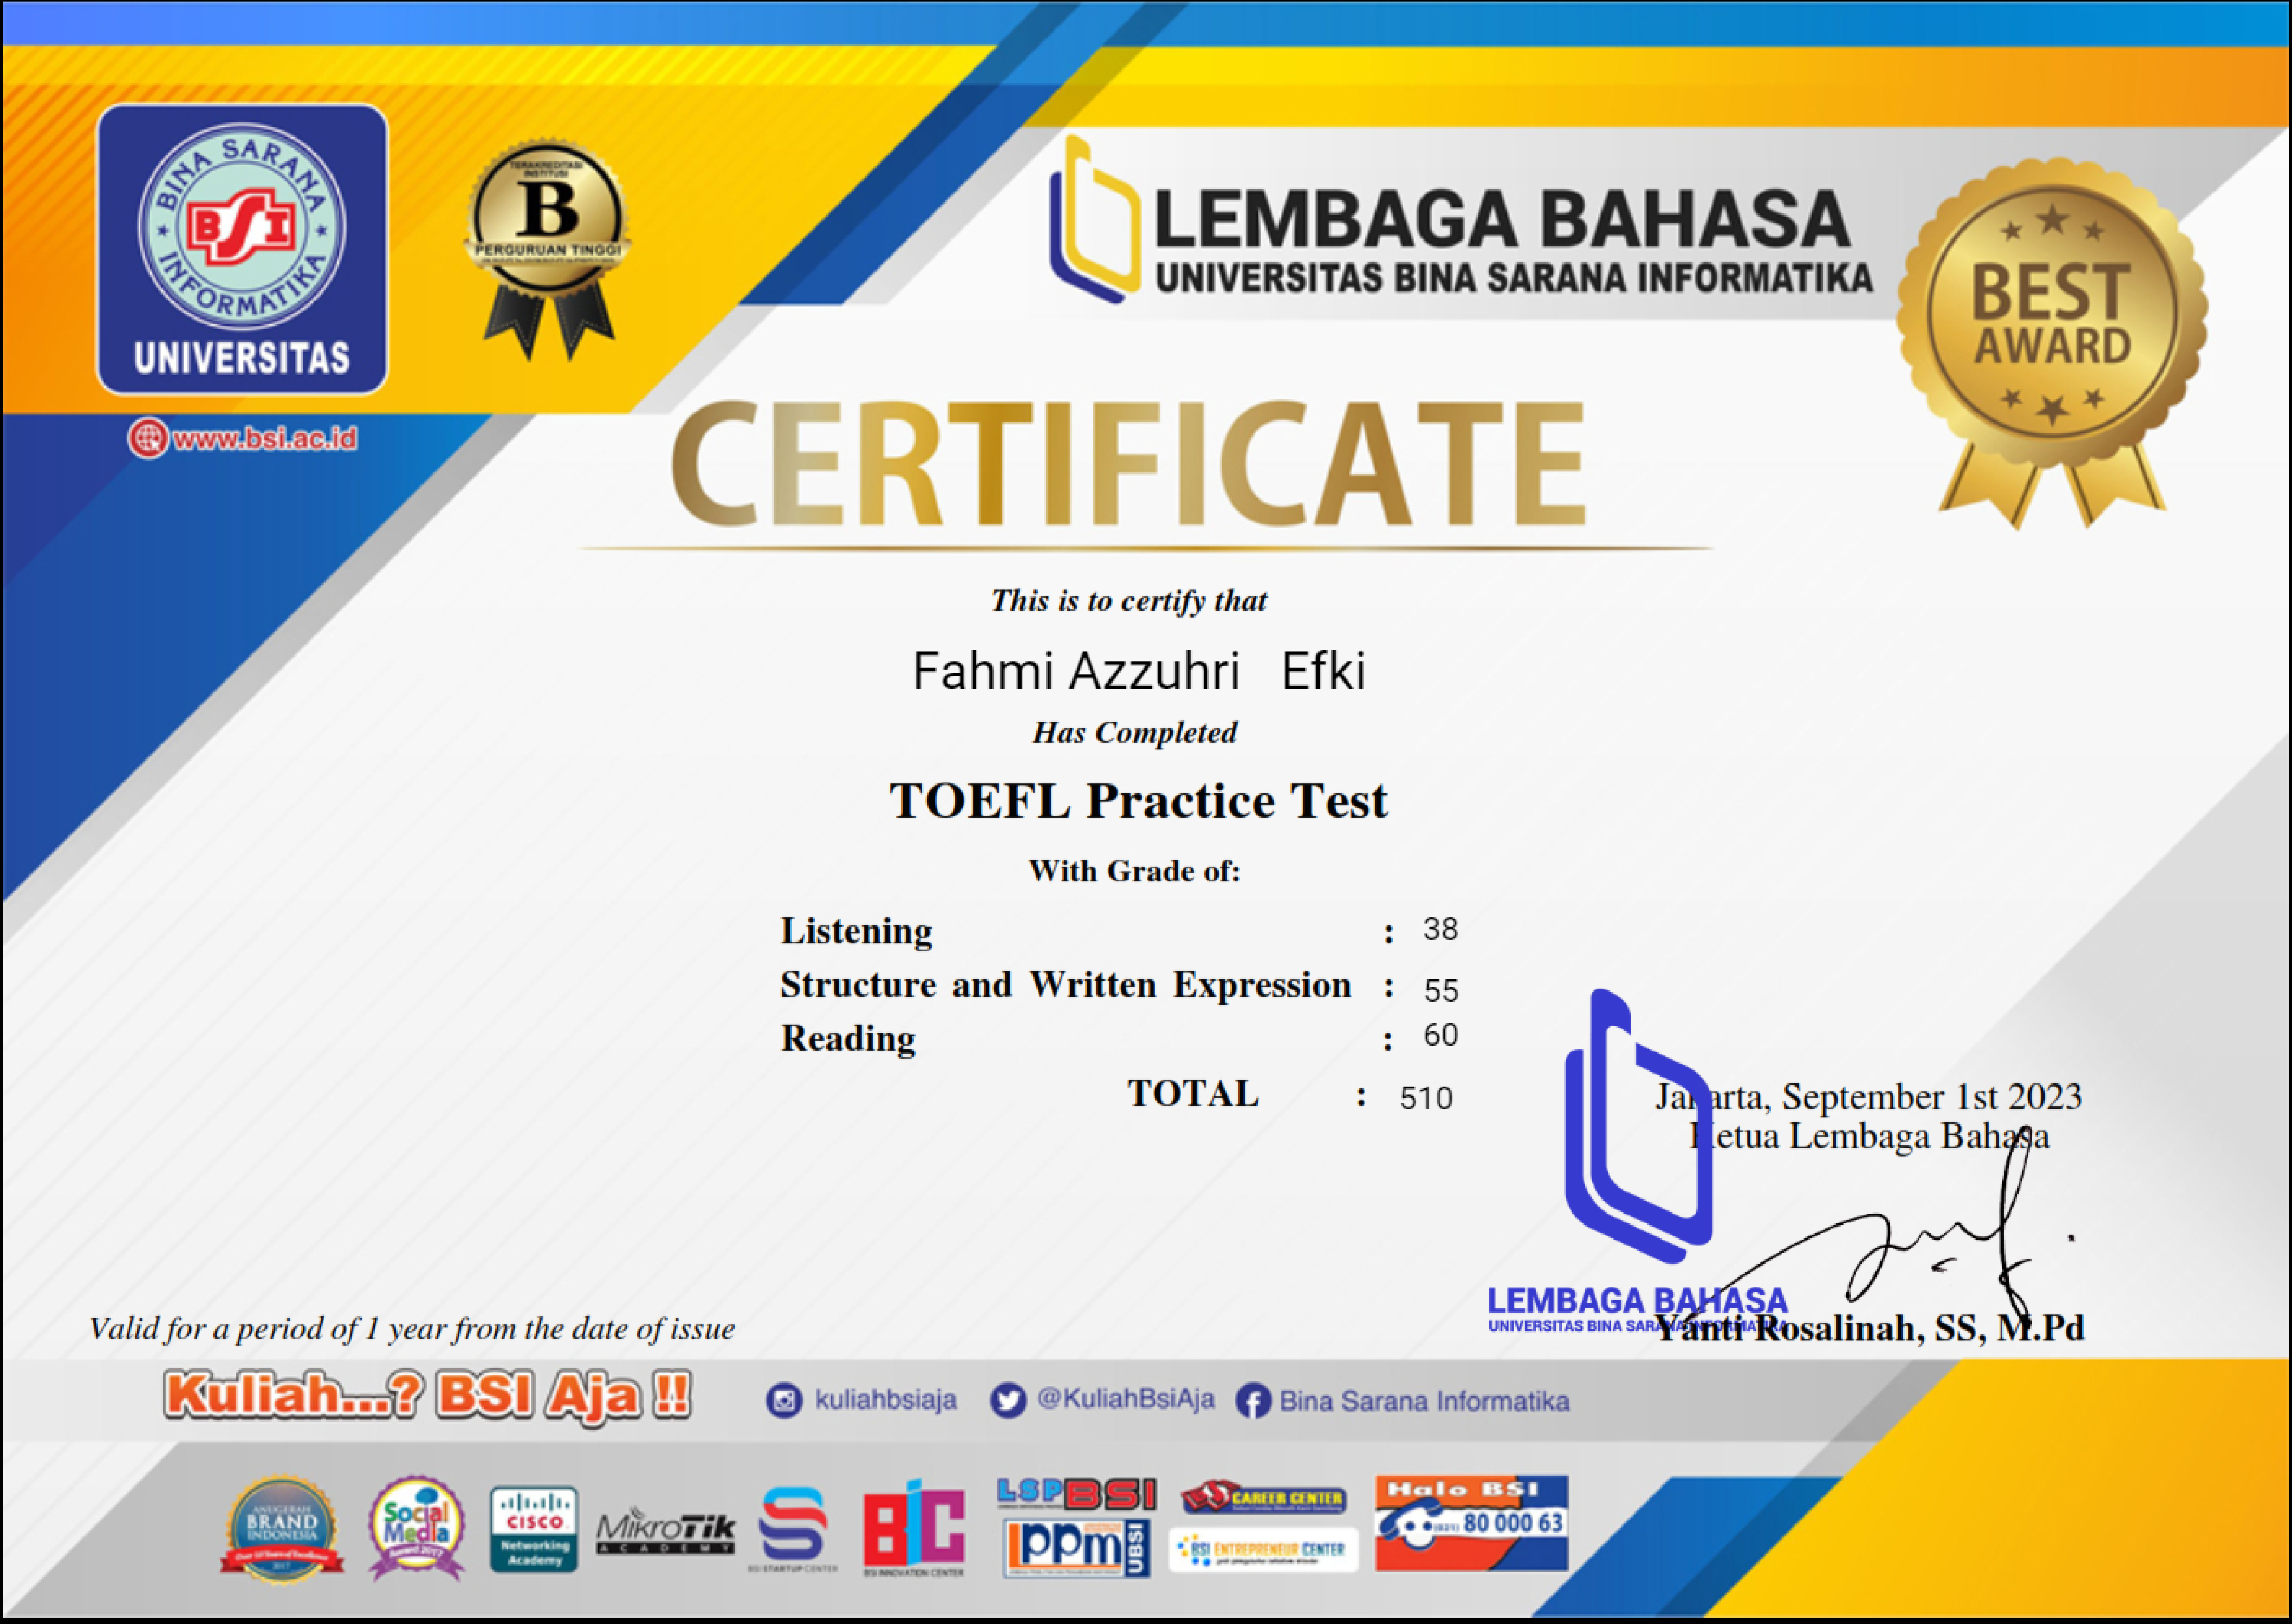 BINA SARANA INFORMATIKA
BSI
UNIVERSITAS
www.bsi.ac.id
TERAKREDITASI
INSTITUSI
B
PERGURUAN TINGGI
LEMBAGA BAHASA
UNIVERSITAS BINA SARANA INFORMATIKA
BEST
AWARD
CERTIFICATE
This is to certify that
Fahmi Azzuhri Efki
Has Completed
TOEFL Practice Test
With Grade of:
Listening : 38
Structure and Written Expression : 55
Reading : 60
TOTAL : 510
Jakarta, September 1st 2023
Ketua Lembaga Bahasa
LEMBAGA BAHASA
UNIVERSITAS BINA SARANA INFORMATIKA
Yanti Rosalinah, SS, M.Pd
Valid for a period of 1 year from the date of issue
Kuliah...? BSI Aja !!
kuliahbsiaja @KuliahBsiAja Bina Sarana Informatika
ANUGERAH
BRAND
INDONESIA
2017
Social
Media
Award 2017
CISCO
Networking
Academy
MikroTik
ACADEMY
BSI STARTUP CENTER
BIC
BSI INNOVATION CENTER
LSP BSI
lppm UBSI
CAREER CENTER
BSI ENTREPRENEUR CENTER
Halo BSI
(021) 80 000 63